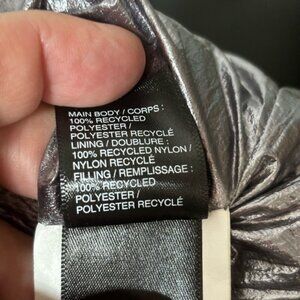 MAIN BODY / CORPS :
100% RECYCLED
POLYESTER /
POLYESTER RECYCLÉ
LINING / DOUBLURE :
100% RECYCLED NYLON /
NYLON RECYCLÉ
FILLING / REMPLISSAGE :
100% RECYCLED
POLYESTER /
POLYESTER RECYCLÉ